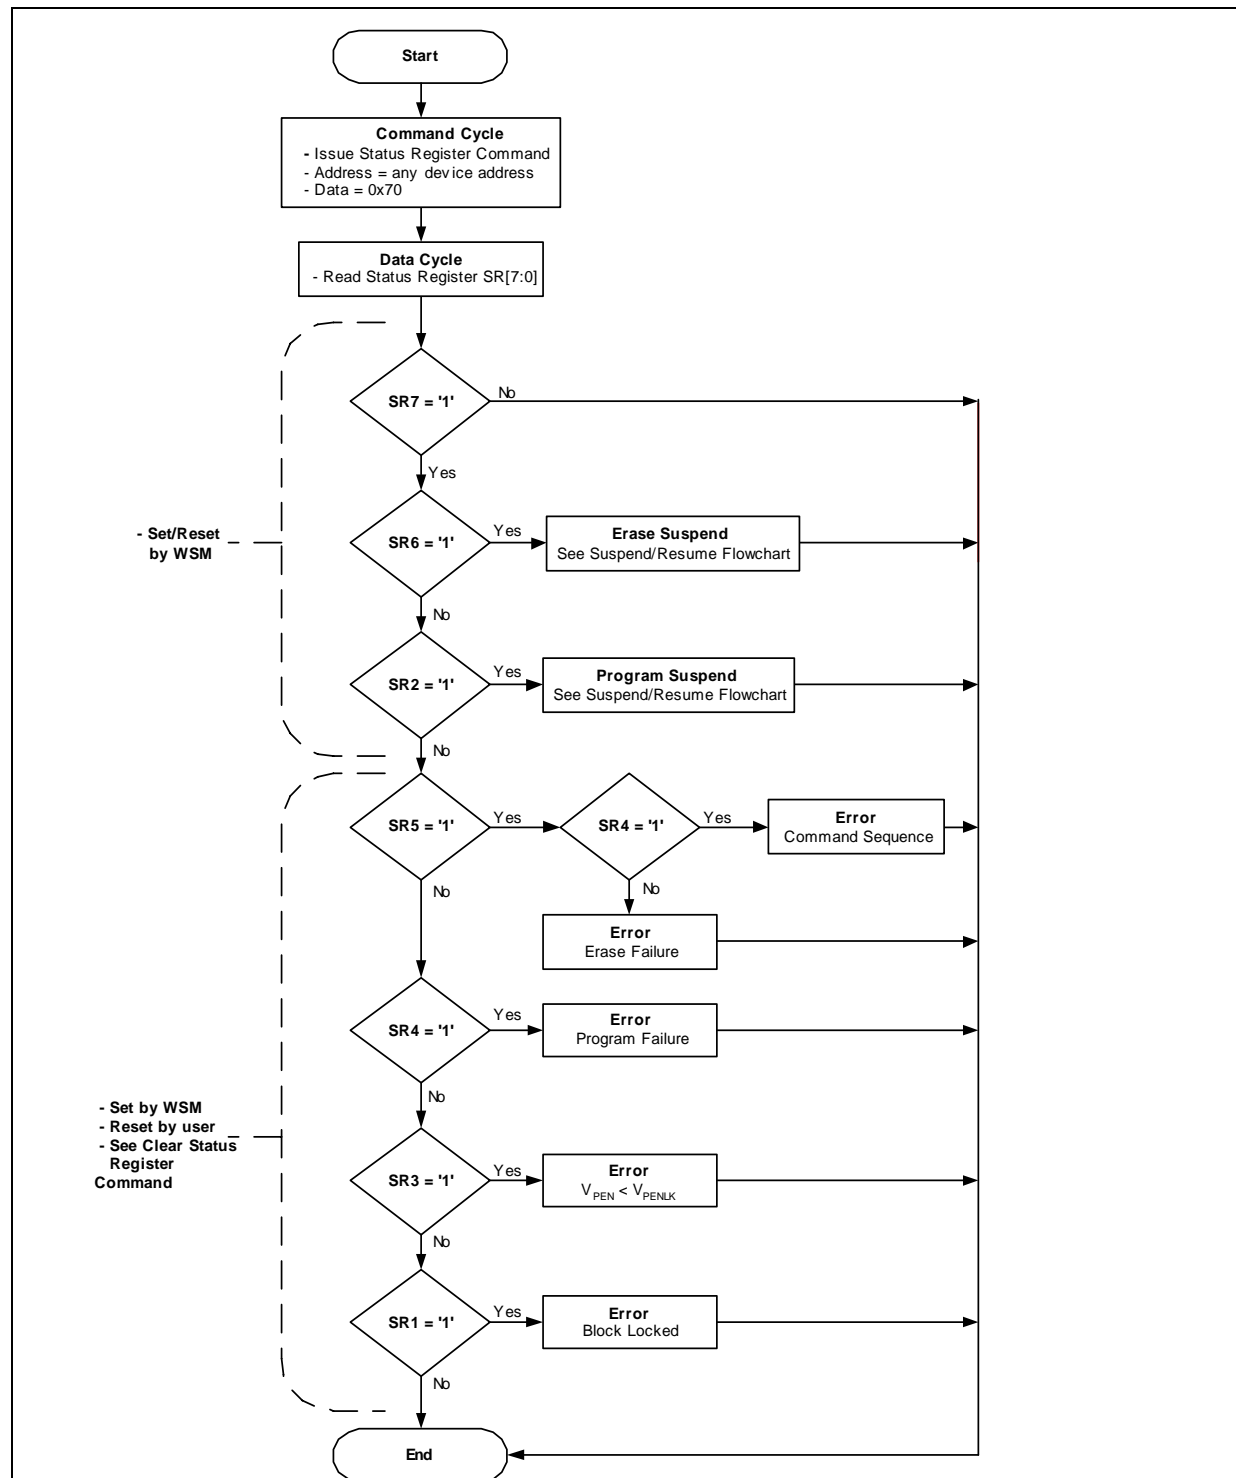 Start
Command Cycle
- Issue Status Register Command
- Address = any device address
- Data = 0x70
Data Cycle
- Read Status Register SR[7:0]
SR7 = '1'
No
Yes
- Set/Reset
by WSM
SR6 = '1'
Yes
Erase Suspend
See Suspend/Resume Flowchart
No
SR2 = '1'
Yes
Program Suspend
See Suspend/Resume Flowchart
No
SR5 = '1'
Yes
SR4 = '1'
Yes
Error
Command Sequence
No
No
Error
Erase Failure
SR4 = '1'
Yes
Error
Program Failure
No
- Set by WSM
- Reset by user
- See Clear Status
Register
Command
SR3 = '1'
Yes
Error
V PEN < V PENLK
No
SR1 = '1'
Yes
Error
Block Locked
No
End